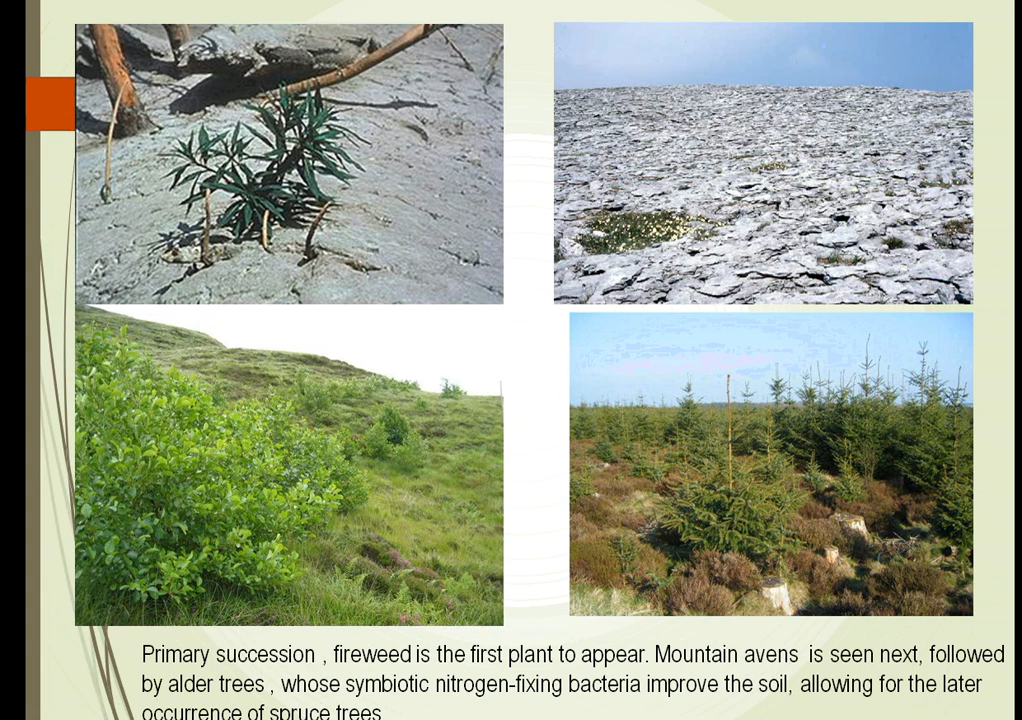 Primary succession , fireweed is the first plant to appear. Mountain avens  is seen next, followed
by alder trees , whose symbiotic nitrogen-fixing bacteria improve the soil, allowing for the later
occurrence of spruce trees